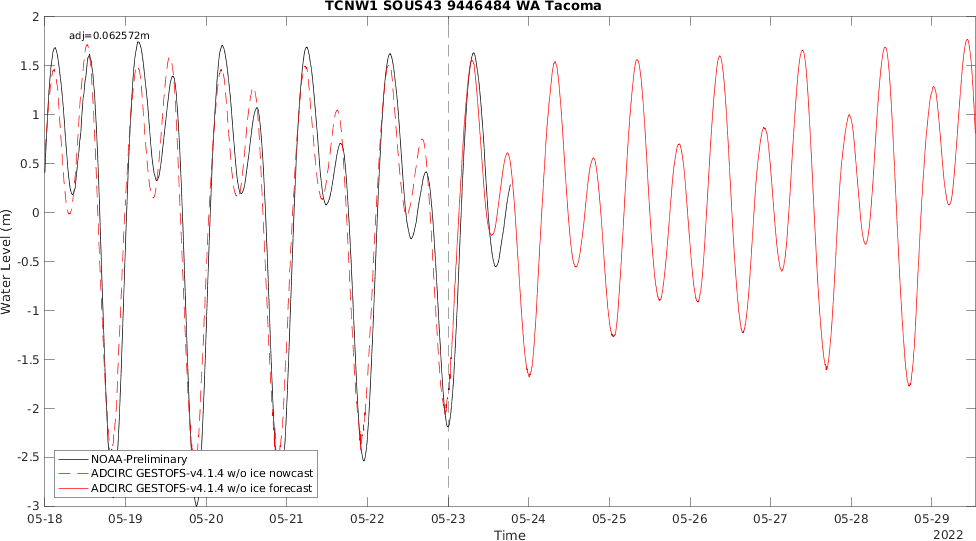 TCNW1 SOUS43 9446484 WA Tacoma
adj=0.062572m
2
1.5
1
0.5
0
-0.5
-1
-1.5
-2
-2.5
-3
Water Level (m)
NOAA-Preliminary
ADCIRC GESTOFS-v4.1.4 w/o ice nowcast
ADCIRC GESTOFS-v4.1.4 w/o ice forecast
05-18 05-19 05-20 05-21 05-22 05-23 05-24 05-25 05-26 05-27 05-28 05-29
Time
2022